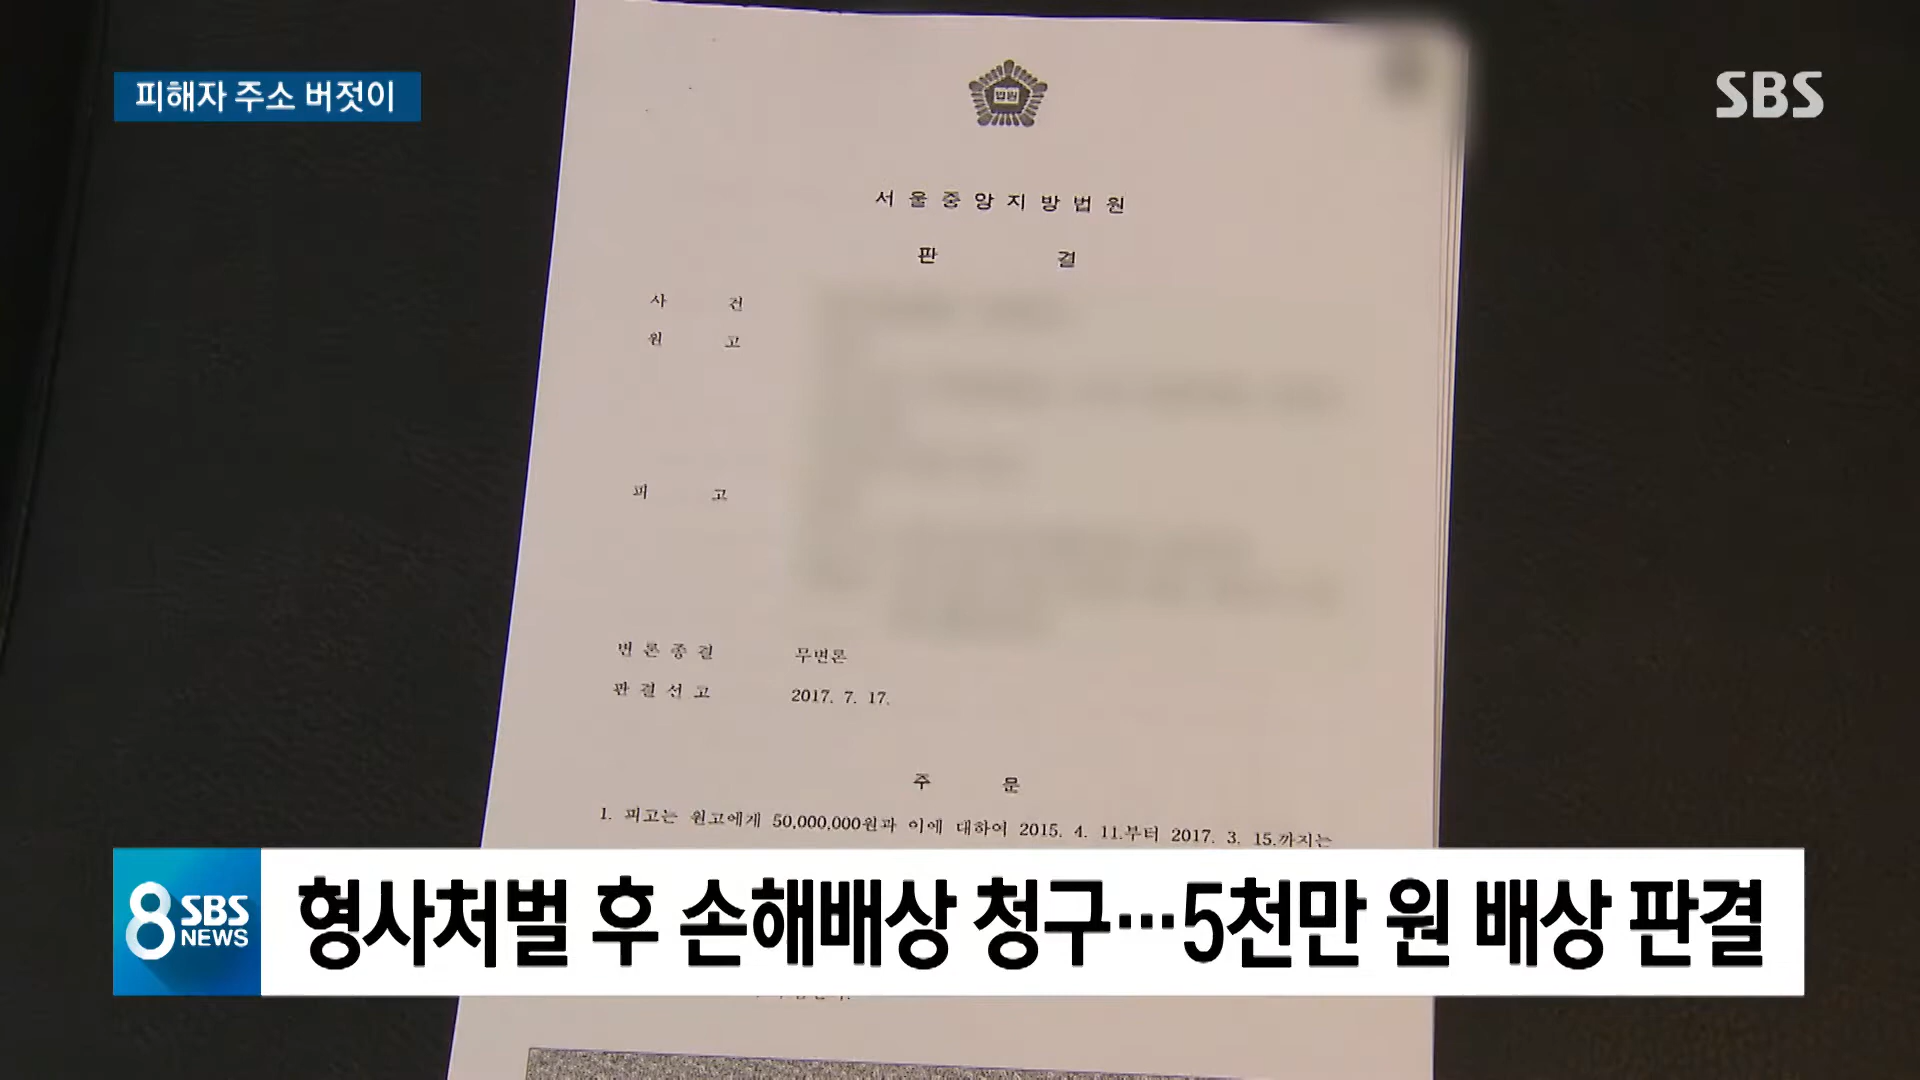 피해자 주소 버젓이
SBS
법원
서울중앙지방법원
판 결
사 건
원 고
피 고
변론종결 무변론
판결선고 2017. 7. 17.
주 문
1. 피고는 원고에게 50,000,000원과 이에 대하여 2015. 4. 11.부터 2017. 3. 15.까지는
8 SBS NEWS
형사처벌 후 손해배상 청구…5천만 원 배상 판결